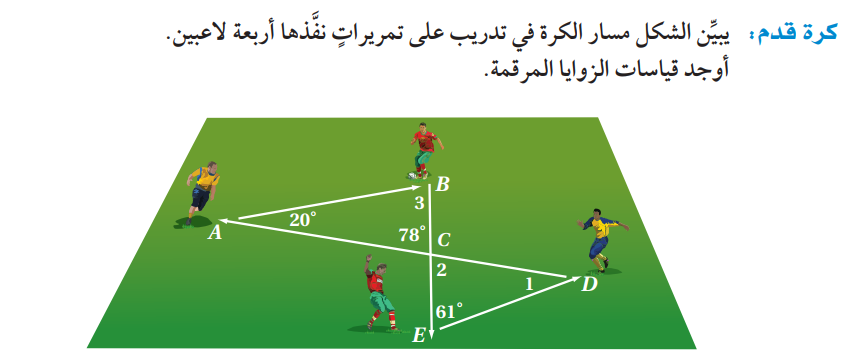 كرة قدم: يبيِّن الشكل مسار الكرة في تدريب على تمريراتٍ نفَّذها أربعة لاعبين.
أوجد قياسات الزوايا المرقمة.
B
3
20°
A
78°
C
2
1
D
61°
E